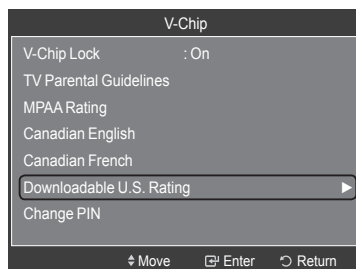 V-Chip
V-Chip Lock : On
TV Parental Guidelines
MPAA Rating
Canadian English
Canadian French
Downloadable U.S. Rating
Change PIN
Move Enter Return